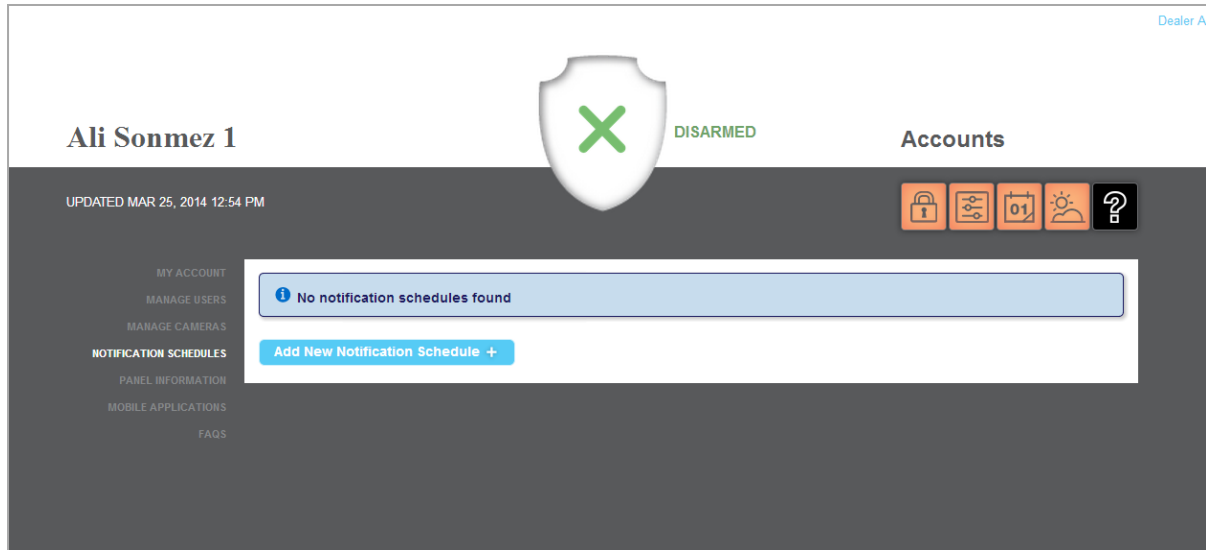 Dealer A
Ali Sonmez 1
DISARMED
Accounts
UPDATED MAR 25, 2014 12:54 PM
01
?
MY ACCOUNT
MANAGE USERS
MANAGE CAMERAS
NOTIFICATION SCHEDULES
PANEL INFORMATION
MOBILE APPLICATIONS
FAQS
No notification schedules found
Add New Notification Schedule +